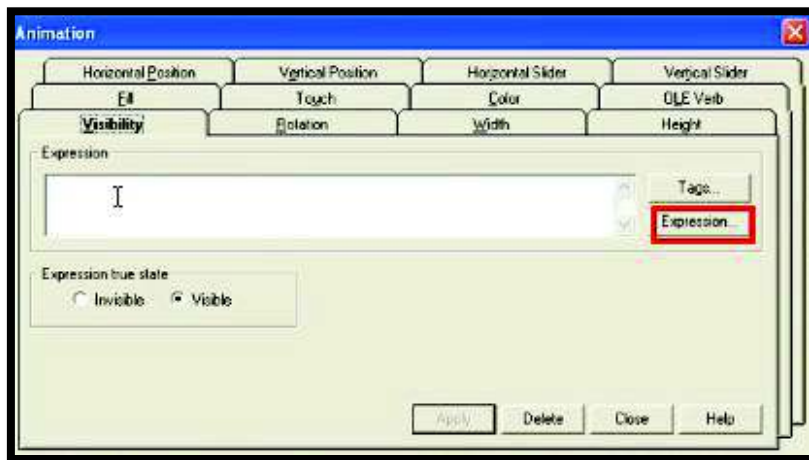 Animation
Horizontal Position Vertical Position Horizontal Slider Vertical Slider
Fill Touch Color OLE Verb
Visibility Rotation Width Height
Expression
Tags...
Expression...
Expression true state
Invisible Visible
Apply Delete Close Help